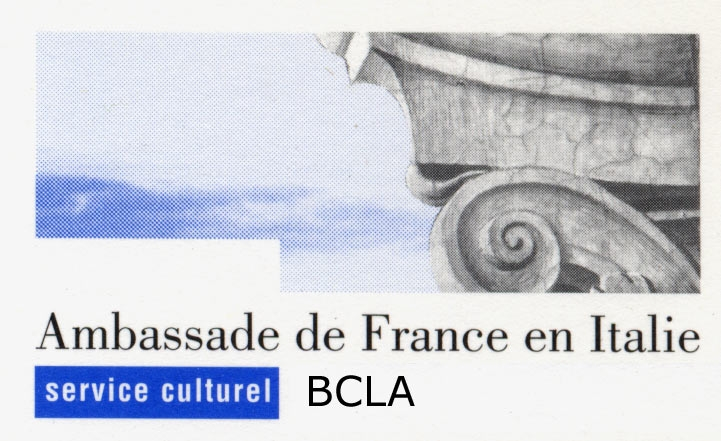 Ambassade de France en Italie
service culturel BCLA